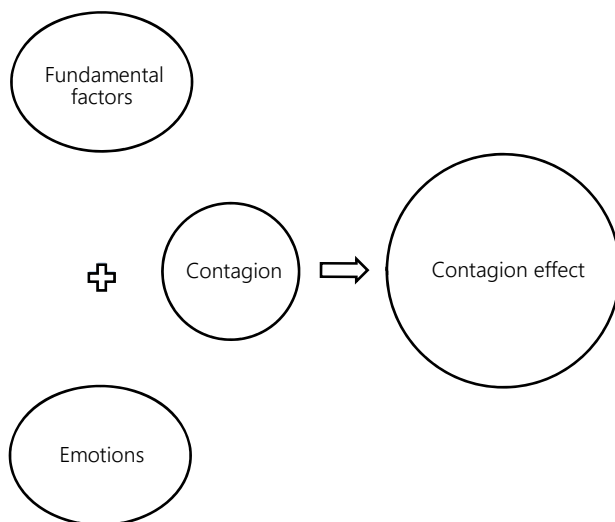 Fundamental
factors
Contagion
Contagion effect
Emotions